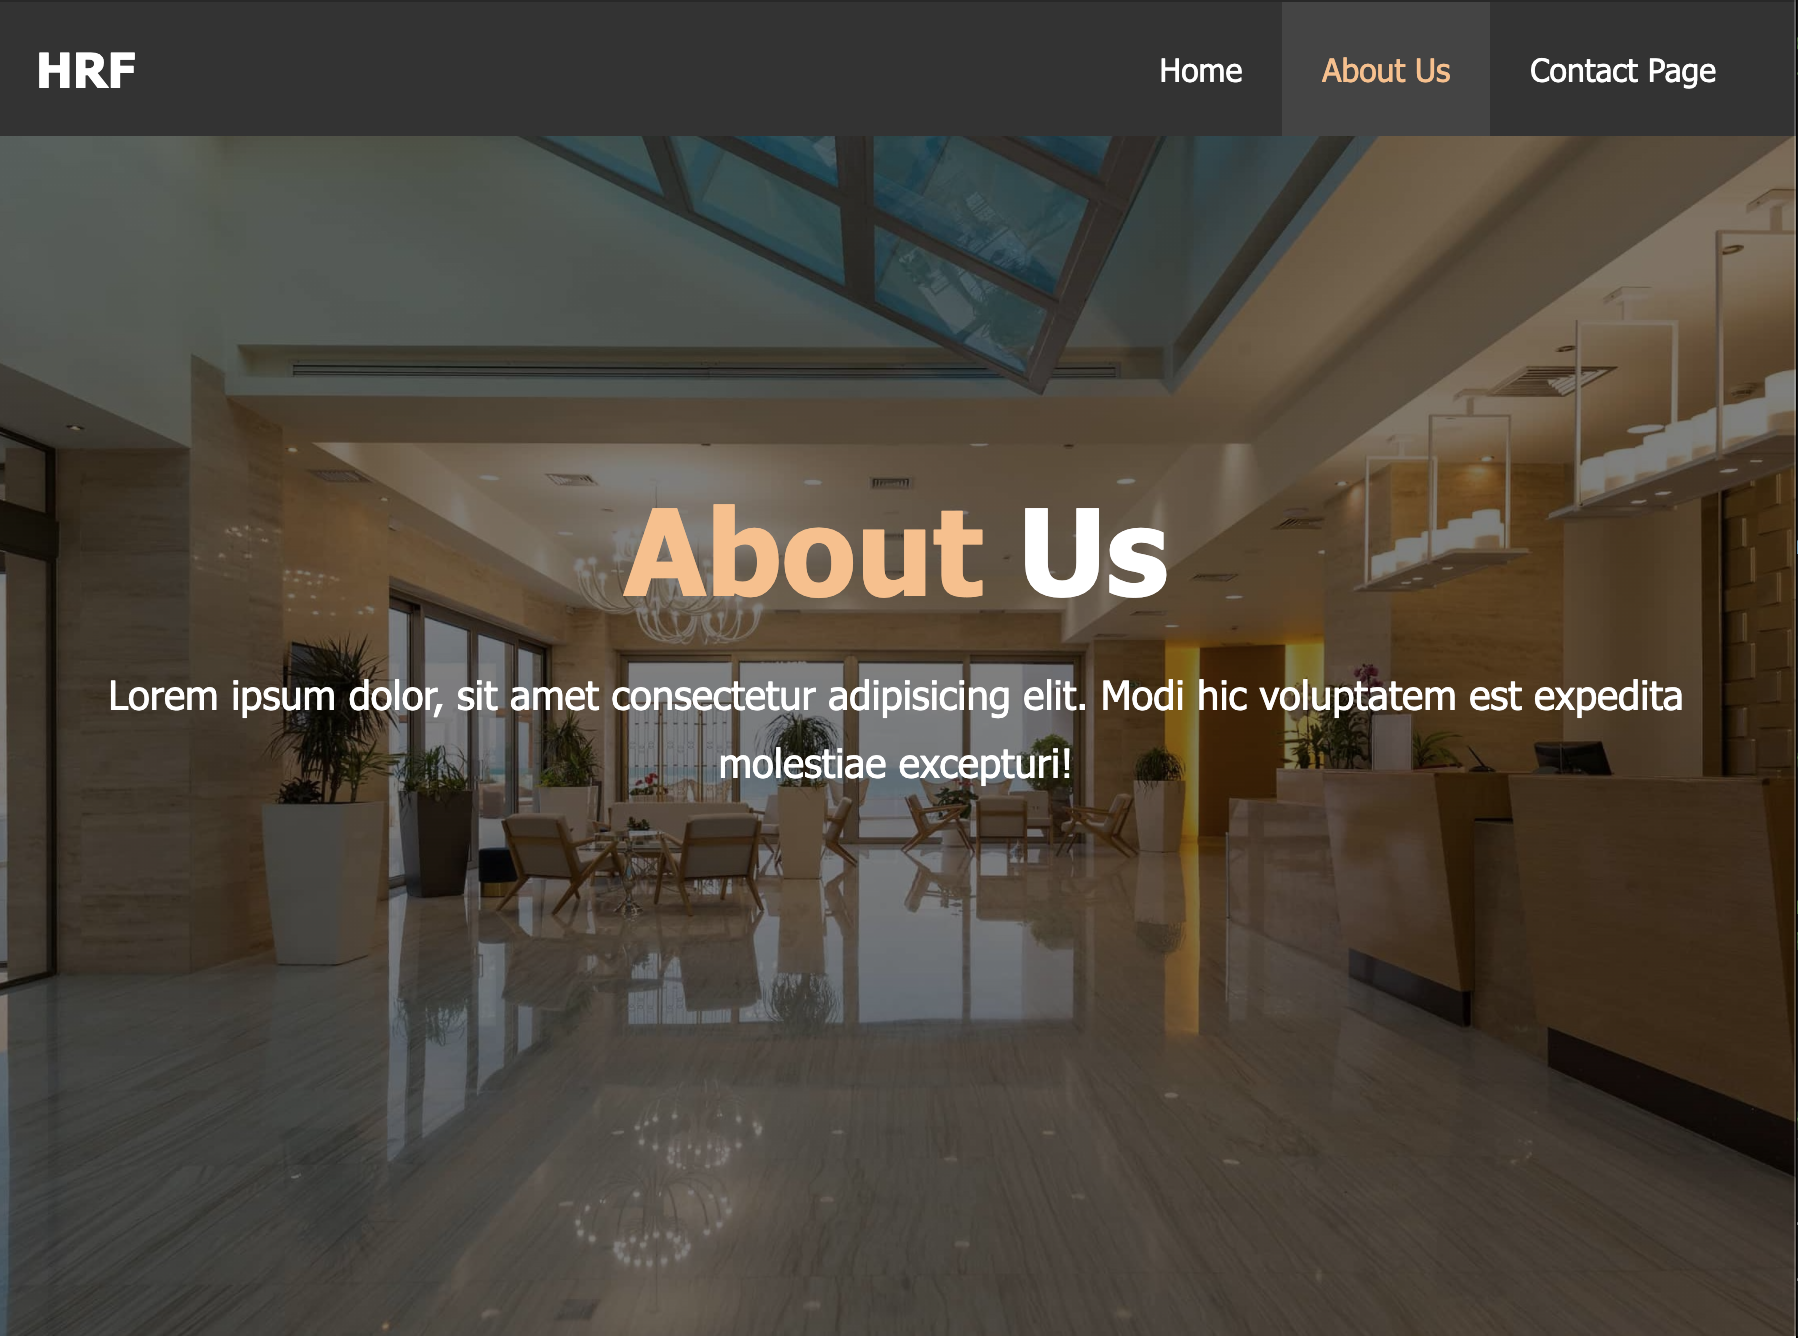 HRF
Home
About Us
Contact Page
About Us
Lorem ipsum dolor, sit amet consectetur adipisicing elit. Modi hic voluptatem est expedita
molestiae excepturi!